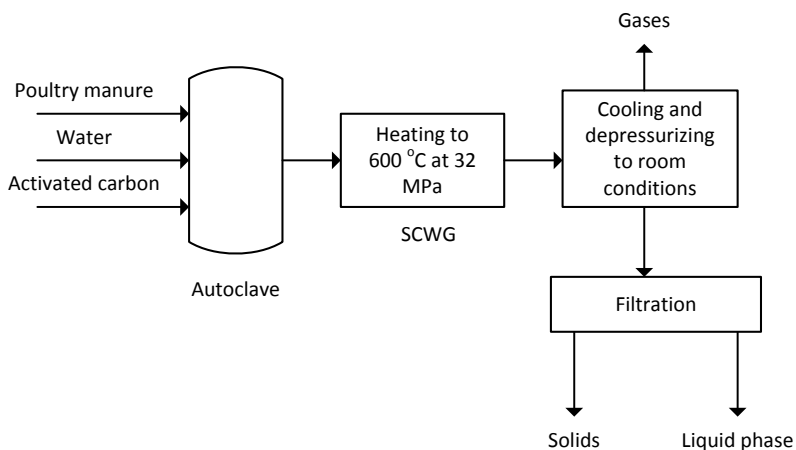 Gases
Poultry manure
Water
Activated carbon
Autoclave
Heating to
600 °C at 32
MPa
SCWG
Cooling and
depressurizing
to room
conditions
Filtration
Solids
Liquid phase